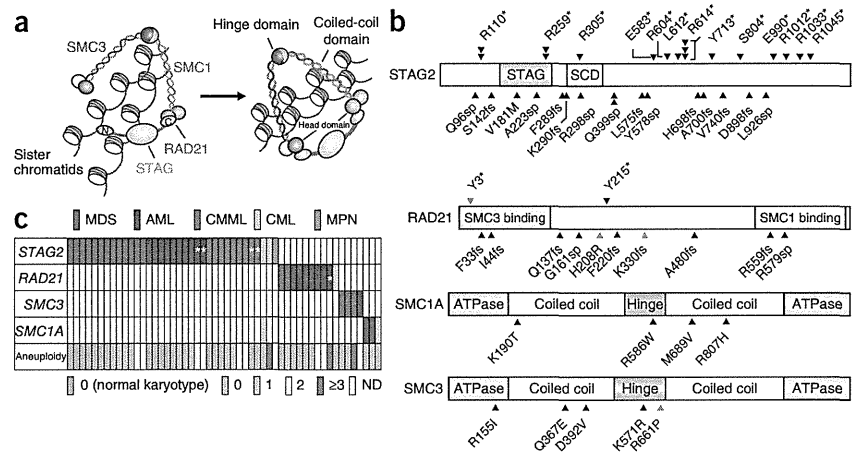 a
Hinge domain
Coiled-coil
domain
SMC3
SMC1
RAD21
Head domain
N
C
Sister
chromatids
STAG
b
R110*
R259*
R305*
E583*
R604*
L612*
R614*
Y713*
S804*
E990*
R1012*
R1033*
R1045*
STAG2
STAG
SCD
Q96sp
S142fs
V181M
A223sp
F289fs
K290fs
R298sp
Q399sp
L575fs
Y578sp
H698fs
A700fs
V740fs
D898fs
L926sp
Y3*
Y215*
RAD21
SMC3 binding
SMC1 binding
F33fs
I44fs
Q137fs
G161sp
H208R
F220fs
K330fs
A480fs
R559fs
R579sp
SMC1A
ATPase
Coiled coil
Hinge
Coiled coil
ATPase
K190T
R586W
M689V
R807H
SMC3
ATPase
Coiled coil
Hinge
Coiled coil
ATPase
R155I
Q367E
D392V
K571R
R661P
c
MDS
AML
CMML
CML
MPN
STAG2
RAD21
SMC3
SMC1A
Aneuploidy
0 (normal karyotype)
0
1
2
≥3
ND